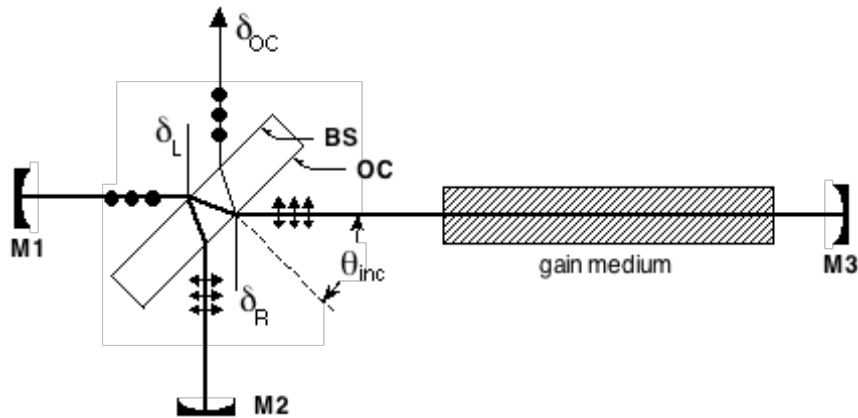 δOC
δL
BS
OC
M1
θinc
gain medium
M3
δR
M2